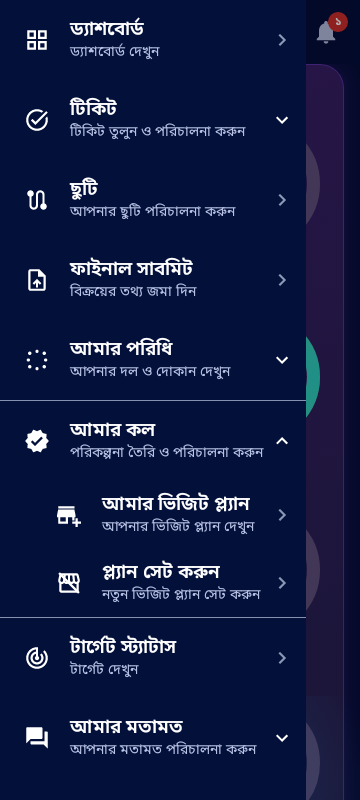 ড্যাশবোর্ড
ড্যাশবোর্ড দেখুন
১
টিকিট
টিকিট তুলুন ও পরিচালনা করুন
ছুটি
আপনার ছুটি পরিচালনা করুন
ফাইনাল সাবমিট
বিক্রয়ের তথ্য জমা দিন
আমার পরিধি
আপনার দল ও দোকান দেখুন
আমার কল
পরিকল্পনা তৈরি ও পরিচালনা করুন
আমার ভিজিট প্ল্যান
আপনার ভিজিট প্ল্যান দেখুন
প্ল্যান সেট করুন
নতুন ভিজিট প্ল্যান সেট করুন
টার্গেট স্ট্যাটাস
টার্গেট দেখুন
আমার মতামত
আপনার মতামত পরিচালনা করুন